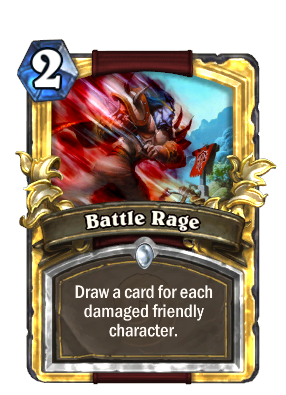 2
Battle Rage
Draw a card for each
damaged friendly
character.